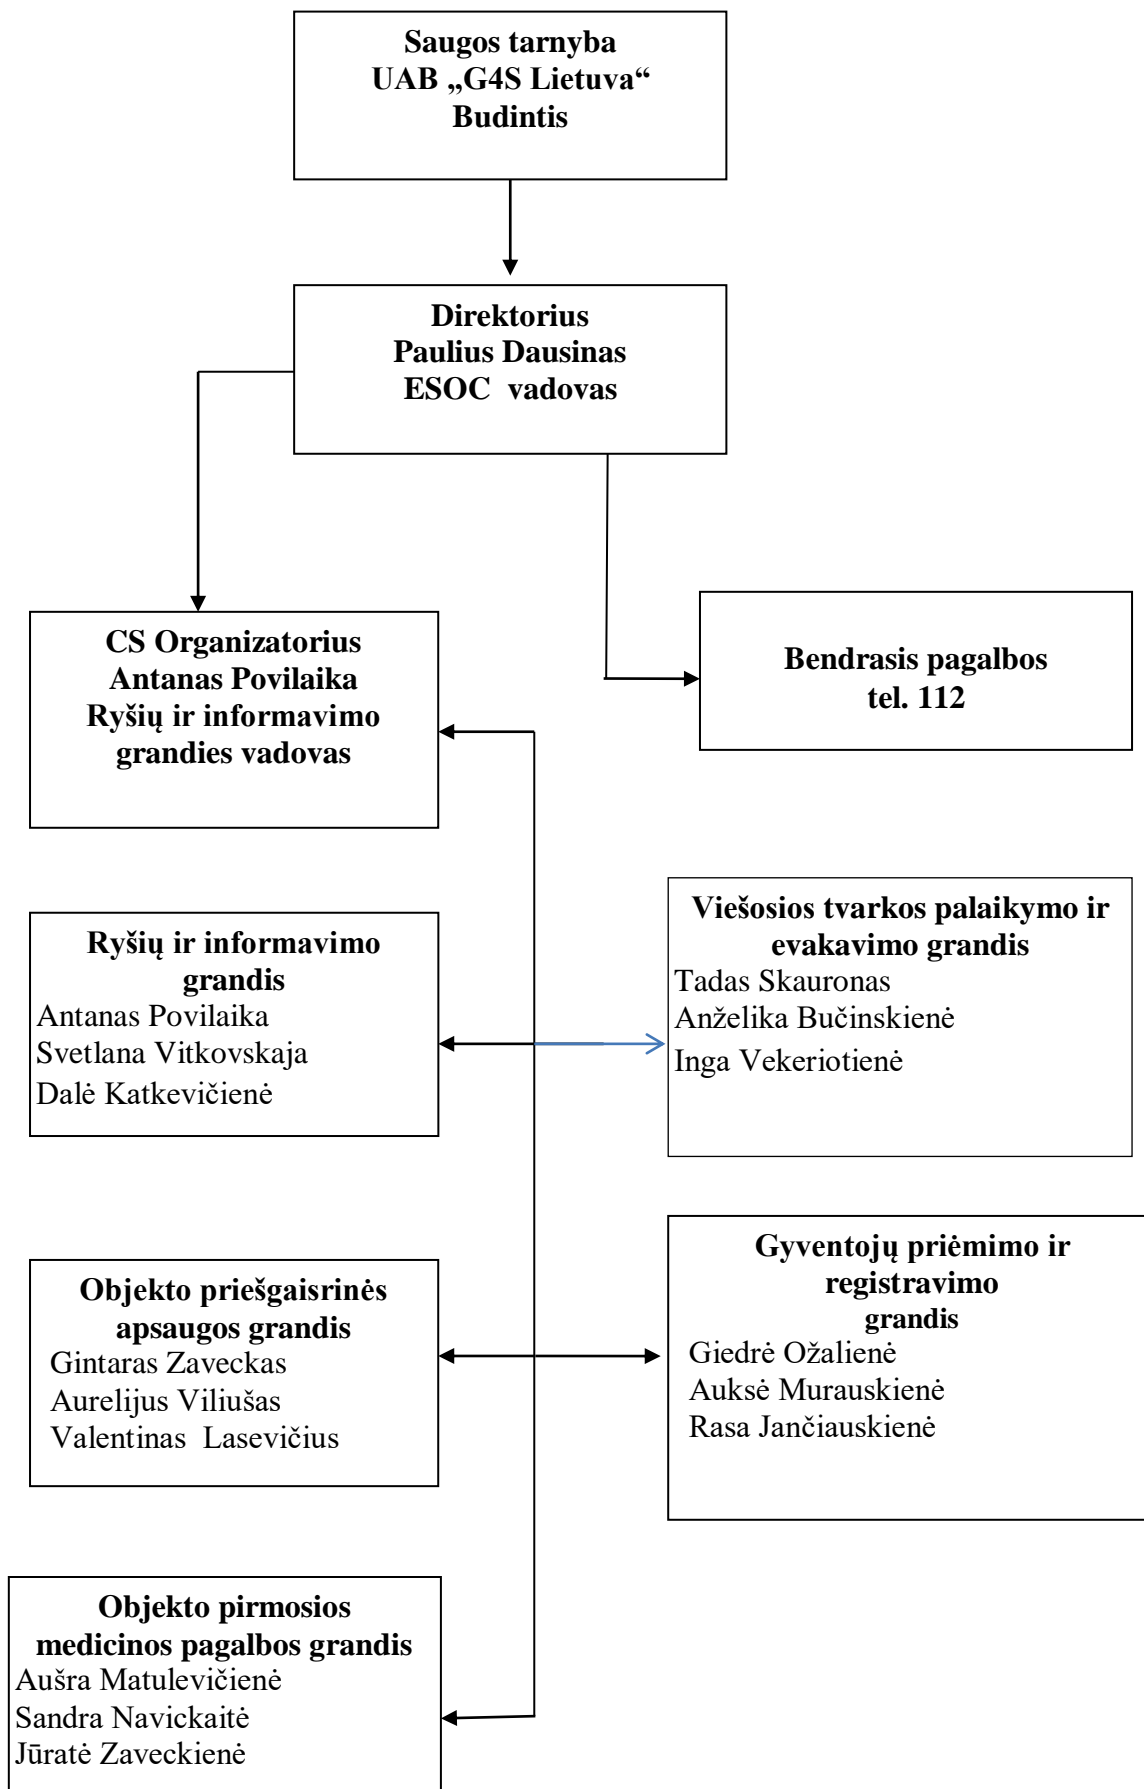 Saugos tarnyba
UAB „G4S Lietuva“
Budintis
Direktorius
Paulius Dausinas
ESOC  vadovas
CS Organizatorius
Antanas Povilaika
Ryšių ir informavimo
grandies vadovas
Bendrasis pagalbos
tel. 112
Ryšių ir informavimo
grandis
Antanas Povilaika
Svetlana Vitkovskaja
Dalė Katkevičienė
Viešosios tvarkos palaikymo ir
evakavimo grandis
Tadas Skauronas
Anželika Bučinskienė
Inga Vekeriotienė
Objekto priešgaisrinės
apsaugos grandis
Gintaras Zaveckas
Aurelijus Viliušas
Valentinas  Lasevičius
Gyventojų priėmimo ir
registravimo
grandis
Giedrė Ožalienė
Auksė Murauskienė
Rasa Jančiauskienė
Objekto pirmosios
medicinos pagalbos grandis
Aušra Matulevičienė
Sandra Navickaitė
Jūratė Zaveckienė